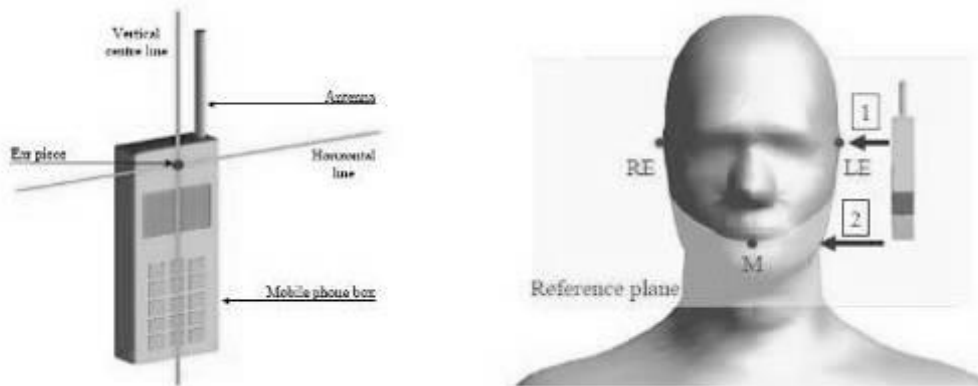 Vertical
centre line
Antenna
Ear piece
Horizontal
line
Mobile phone box
1
RE
LE
2
M
Reference plane